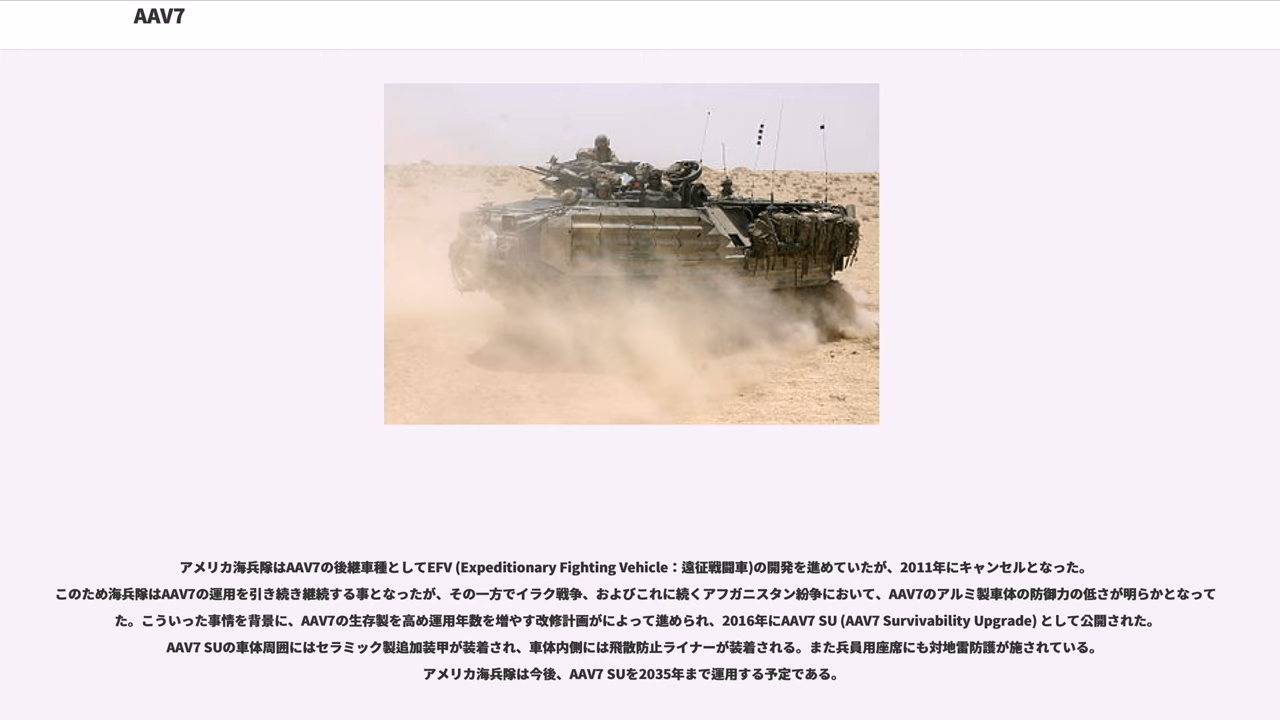 AAV7
アメリカ海兵隊はAAV7の後継車種としてEFV (Expeditionary Fighting Vehicle：遠征戦闘車)の開発を進めていたが、2011年にキャンセルとなった。
このため海兵隊はAAV7の運用を引き続き継続する事となったが、その一方でイラク戦争、およびこれに続くアフガニスタン紛争において、AAV7のアルミ製車体の防御力の低さが明らかとなって
た。こういった事情を背景に、AAV7の生存製を高め運用年数を増やす改修計画がによって進められ、2016年にAAV7 SU (AAV7 Survivability Upgrade) として公開された。
AAV7 SUの車体周囲にはセラミック製追加装甲が装着され、車体内側には飛散防止ライナーが装着される。また兵員用座席にも対地雷防護が施されている。
アメリカ海兵隊は今後、AAV7 SUを2035年まで運用する予定である。